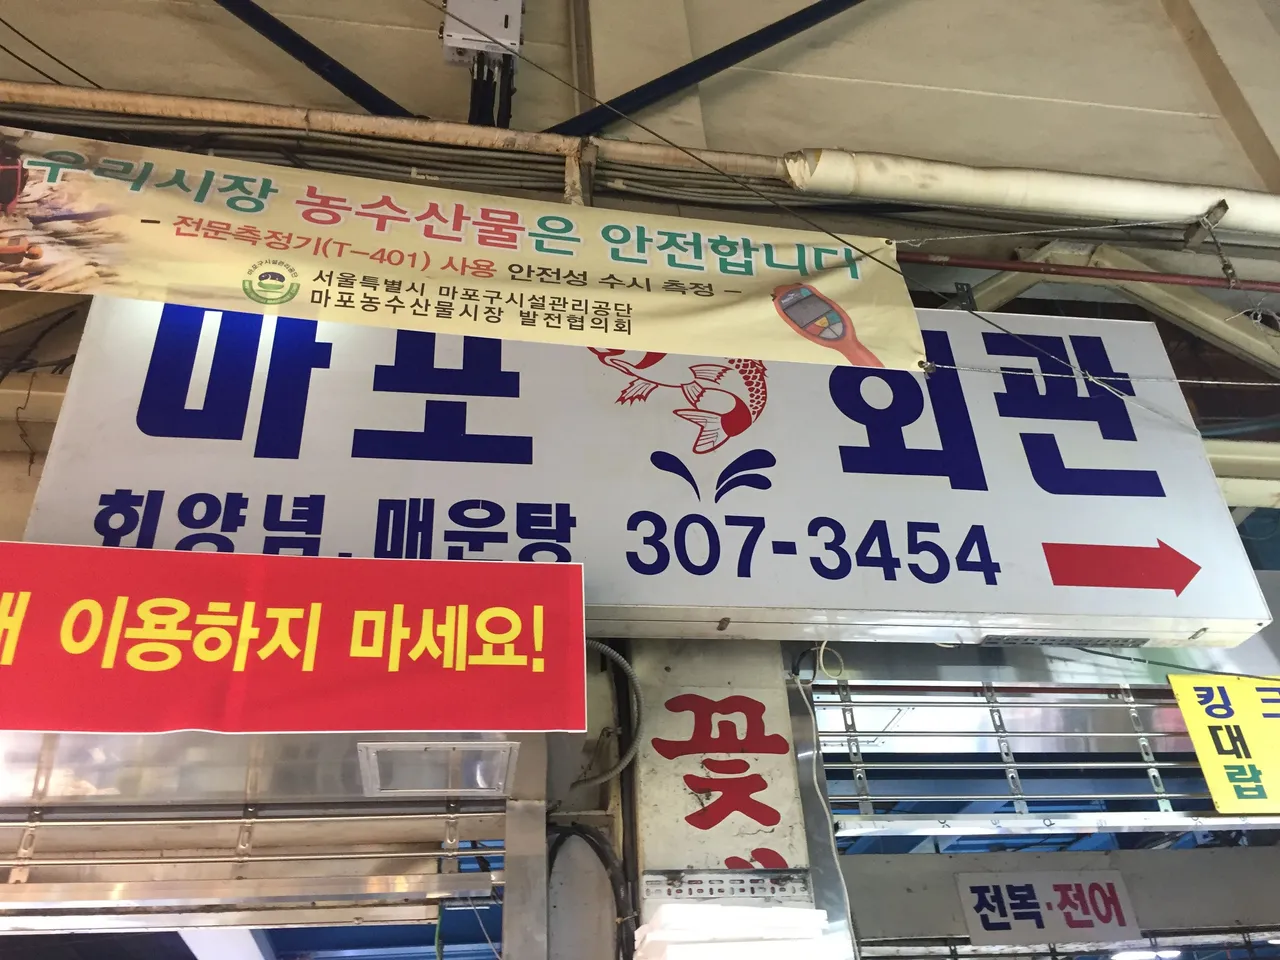 우리시장 농수산물은 안전합니다
- 전문측정기(T-401) 사용 안전성 수시 측정 -
서울특별시 마포구시설관리공단
마포농수산물시장 발전협의회
마포 외관
회양념. 매운탕 307-3454
이용하지 마세요!
꽃
킹
대
랍
전복·전어